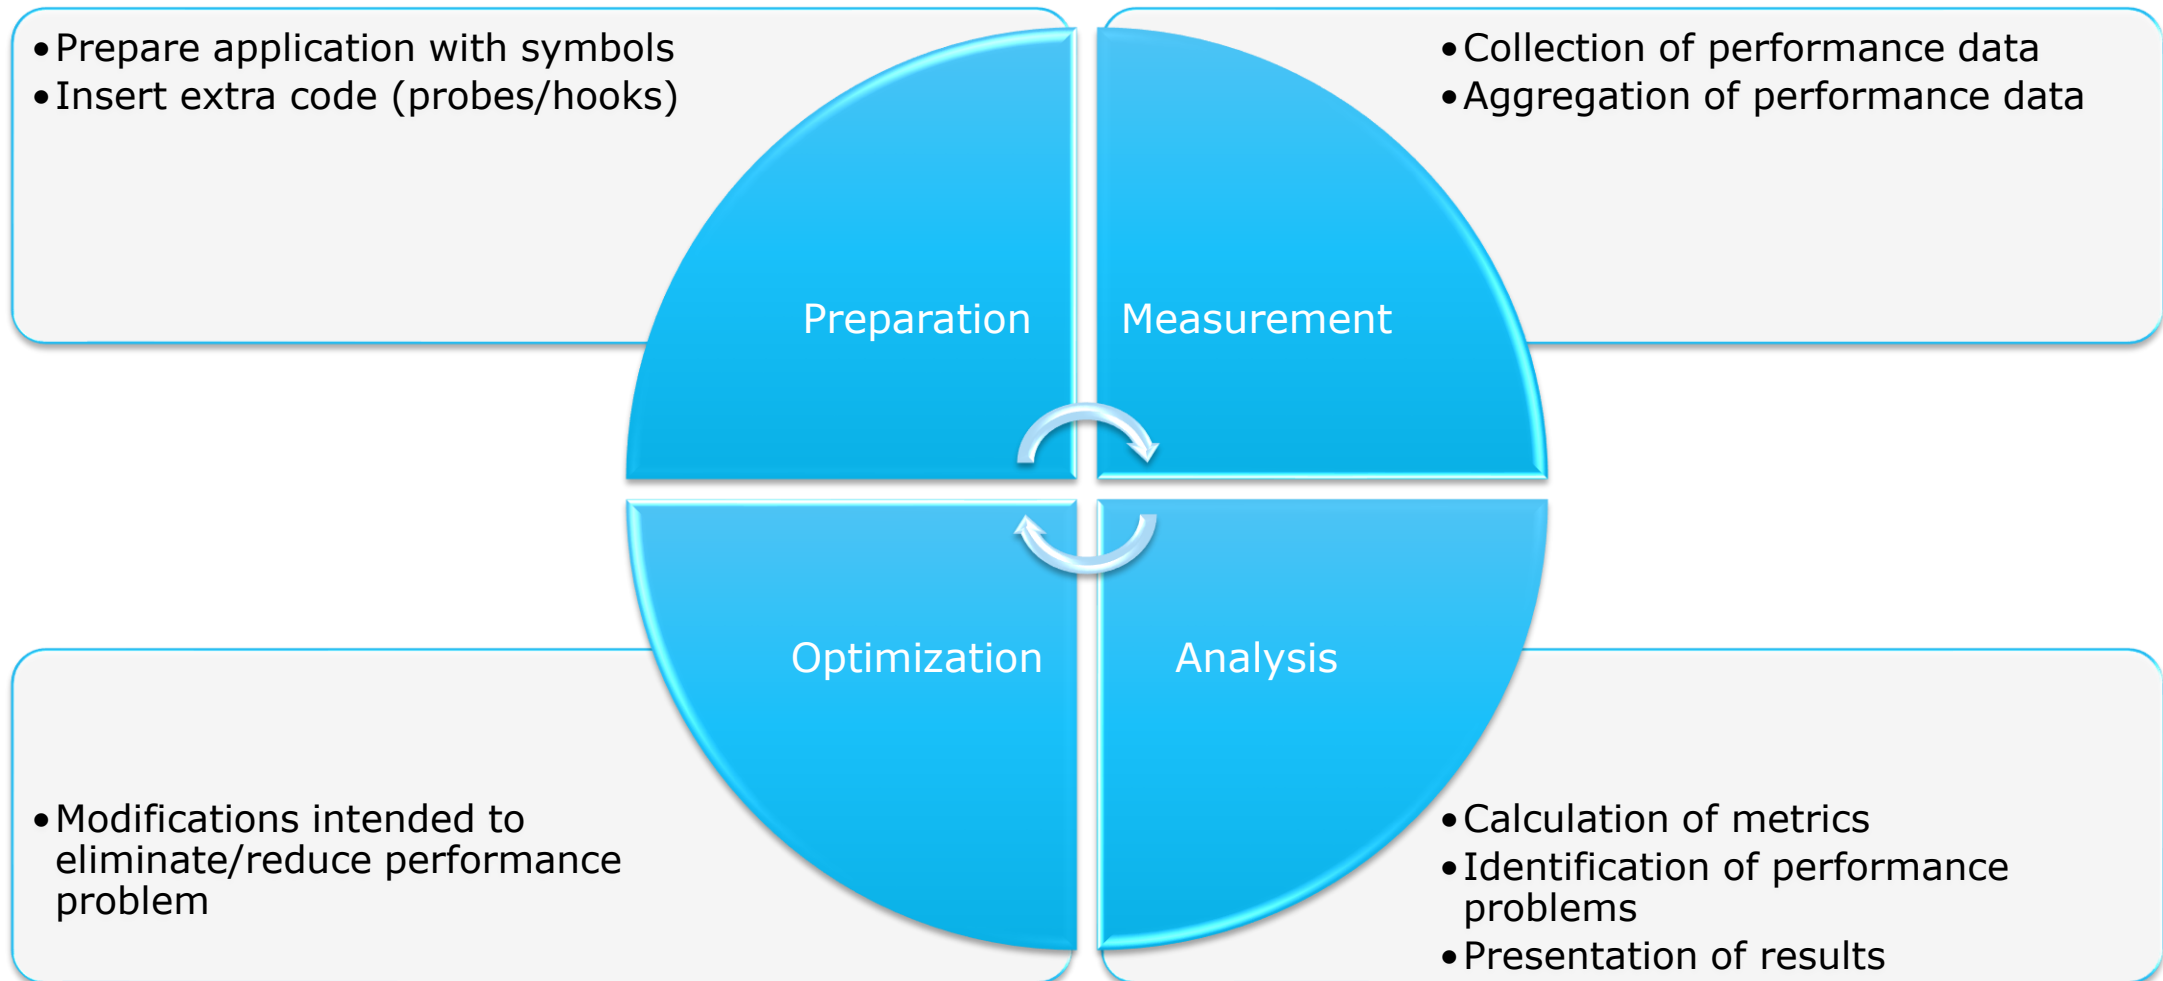 •Prepare application with symbols
•Insert extra code (probes/hooks)
•Collection of performance data
•Aggregation of performance data
Preparation
Measurement
Optimization
Analysis
•Modifications intended to
eliminate/reduce performance
problem
•Calculation of metrics
•Identification of performance
problems
•Presentation of results